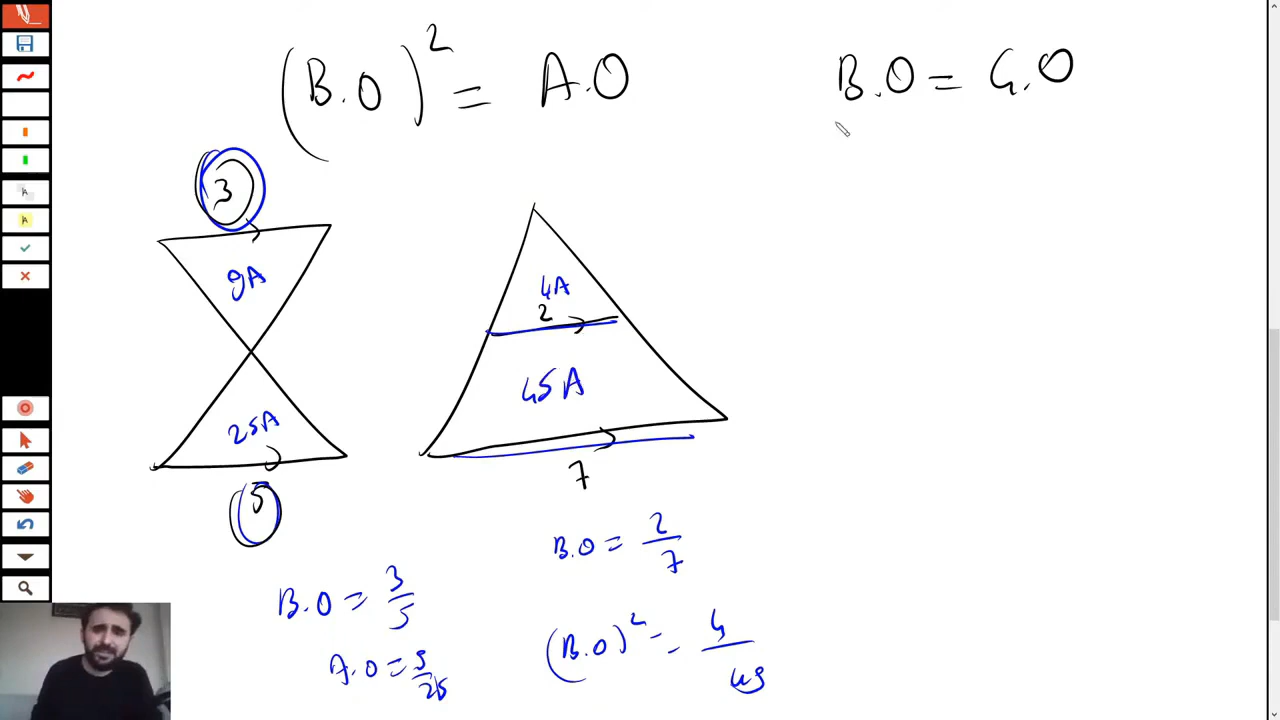 (B.O)² = A.O
B.O = Ç.O
3
9A
25A
5
4A
2
45A
7
B.O = 3/5
A.O = 9/25
B.O = 2/7
(B.O)² = 4/49
A
A